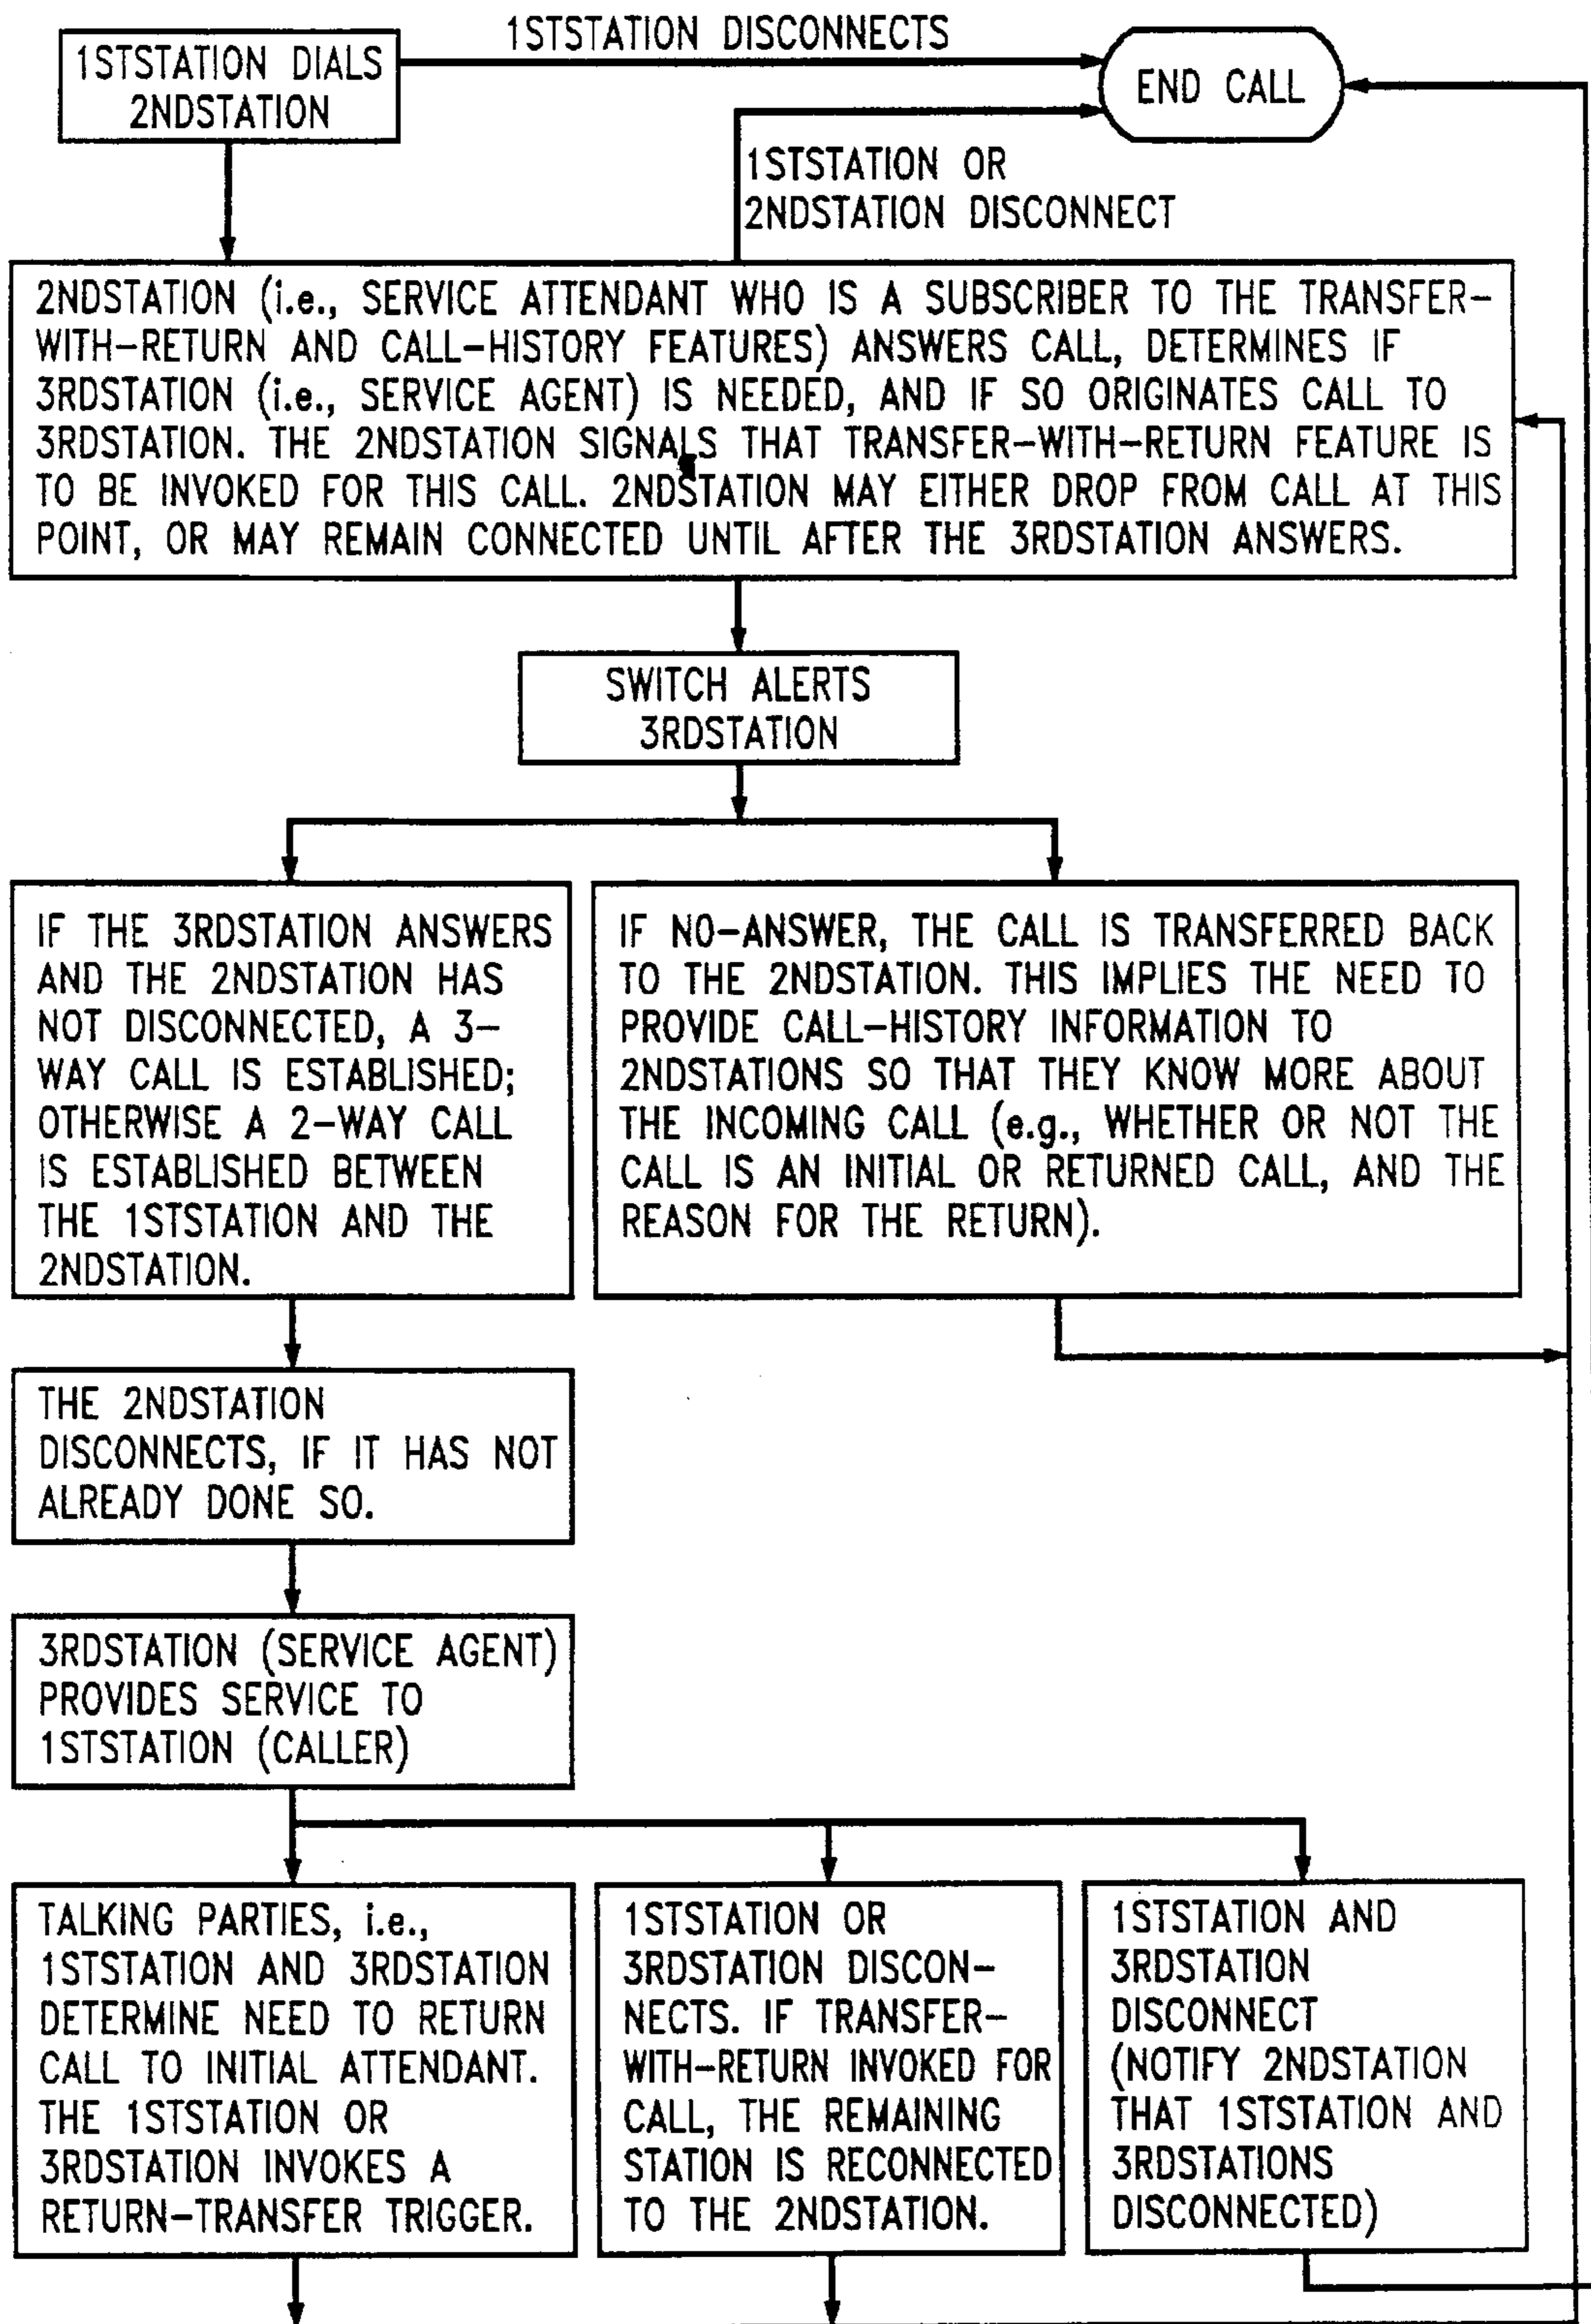 1STSTATION DIALS
2NDSTATION
1STSTATION DISCONNECTS
END CALL
1STSTATION OR
2NDSTATION DISCONNECT
2NDSTATION (i.e., SERVICE ATTENDANT WHO IS A SUBSCRIBER TO THE TRANSFER–
WITH–RETURN AND CALL–HISTORY FEATURES) ANSWERS CALL, DETERMINES IF
3RDSTATION (i.e., SERVICE AGENT) IS NEEDED, AND IF SO ORIGINATES CALL TO
3RDSTATION. THE 2NDSTATION SIGNALS THAT TRANSFER–WITH–RETURN FEATURE IS
TO BE INVOKED FOR THIS CALL. 2NDSTATION MAY EITHER DROP FROM CALL AT THIS
POINT, OR MAY REMAIN CONNECTED UNTIL AFTER THE 3RDSTATION ANSWERS.
SWITCH ALERTS
3RDSTATION
IF THE 3RDSTATION ANSWERS
AND THE 2NDSTATION HAS
NOT DISCONNECTED, A 3–
WAY CALL IS ESTABLISHED;
OTHERWISE A 2–WAY CALL
IS ESTABLISHED BETWEEN
THE 1STSTATION AND THE
2NDSTATION.
IF NO–ANSWER, THE CALL IS TRANSFERRED BACK
TO THE 2NDSTATION. THIS IMPLIES THE NEED TO
PROVIDE CALL–HISTORY INFORMATION TO
2NDSTATIONS SO THAT THEY KNOW MORE ABOUT
THE INCOMING CALL (e.g., WHETHER OR NOT THE
CALL IS AN INITIAL OR RETURNED CALL, AND THE
REASON FOR THE RETURN).
THE 2NDSTATION
DISCONNECTS, IF IT HAS NOT
ALREADY DONE SO.
3RDSTATION (SERVICE AGENT)
PROVIDES SERVICE TO
1STSTATION (CALLER)
TALKING PARTIES, i.e.,
1STSTATION AND 3RDSTATION
DETERMINE NEED TO RETURN
CALL TO INITIAL ATTENDANT.
THE 1STSTATION OR
3RDSTATION INVOKES A
RETURN–TRANSFER TRIGGER.
1STSTATION OR
3RDSTATION DISCON–
NECTS. IF TRANSFER–
WITH–RETURN INVOKED FOR
CALL, THE REMAINING
STATION IS RECONNECTED
TO THE 2NDSTATION.
1STSTATION AND
3RDSTATION
DISCONNECT
(NOTIFY 2NDSTATION
THAT 1STSTATION AND
3RDSTATIONS
DISCONNECTED)